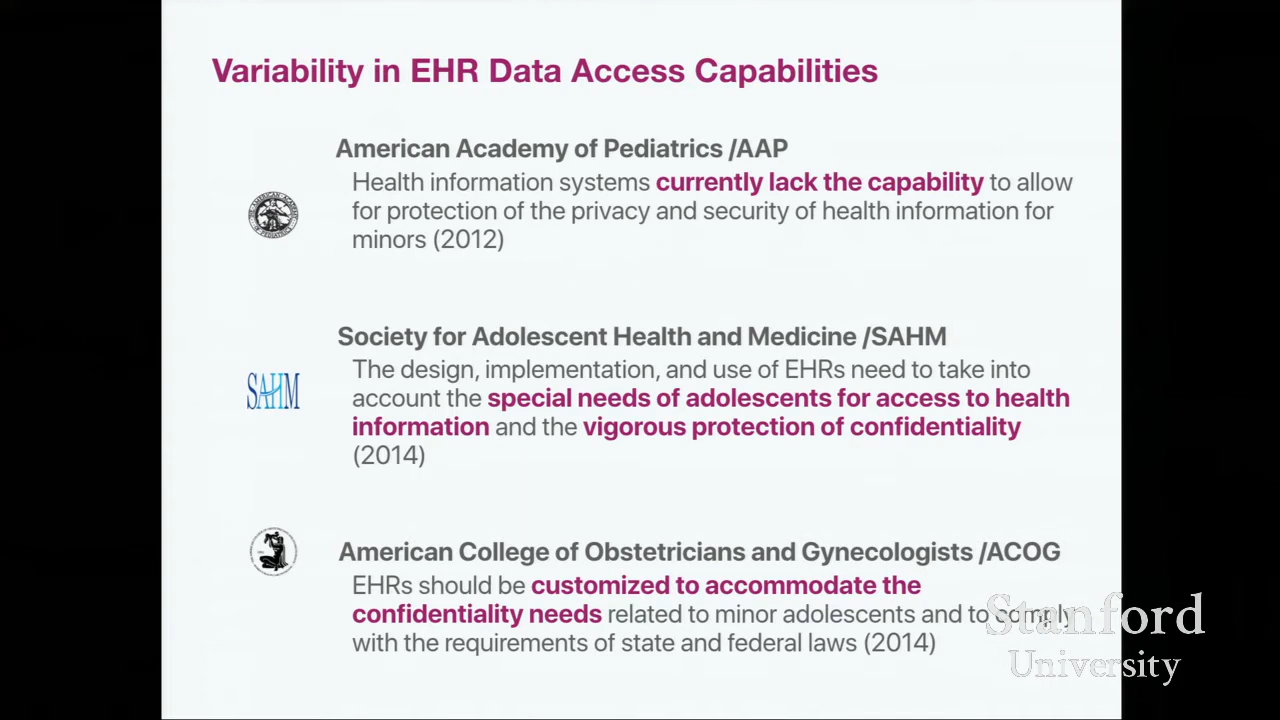 Variability in EHR Data Access Capabilities
American Academy of Pediatrics /AAP
Health information systems currently lack the capability to allow
for protection of the privacy and security of health information for
minors (2012)
Society for Adolescent Health and Medicine /SAHM
SAHM
The design, implementation, and use of EHRs need to take into
account the special needs of adolescents for access to health
information and the vigorous protection of confidentiality
(2014)
American College of Obstetricians and Gynecologists /ACOG
EHRs should be customized to accommodate the
confidentiality needs related to minor adolescents and to comply
with the requirements of state and federal laws (2014)
Stanford
University